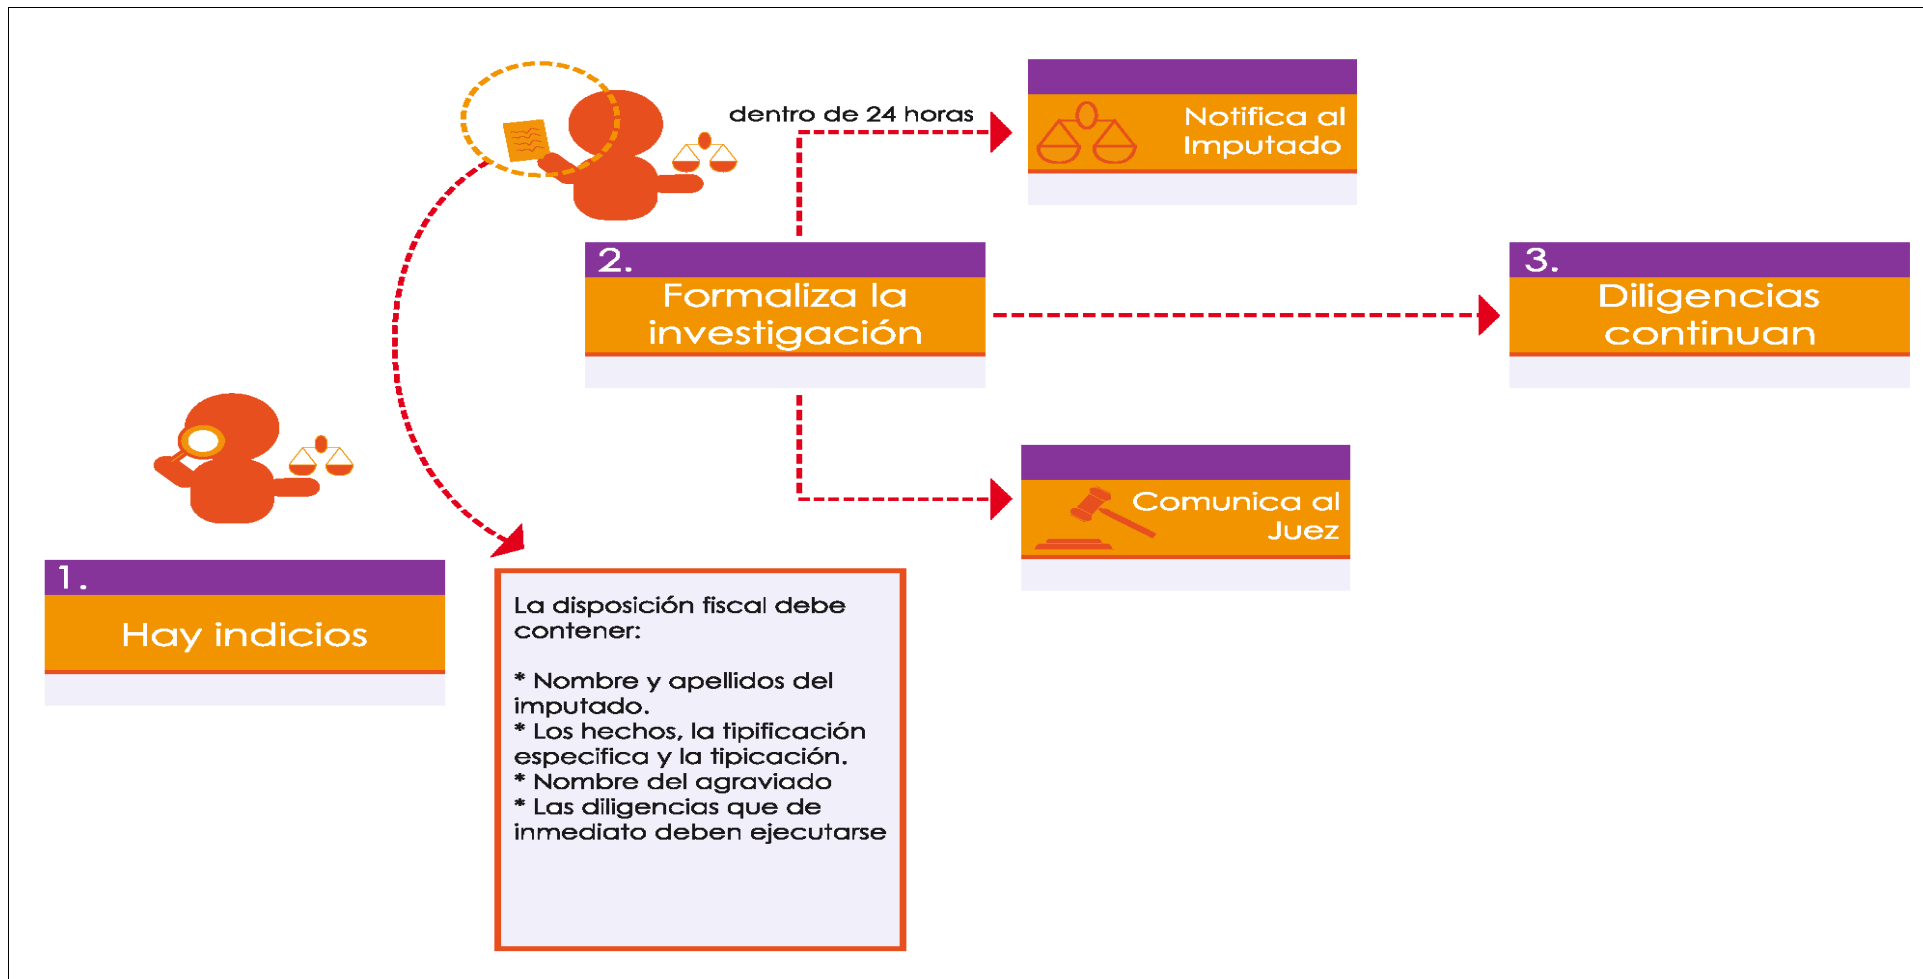 dentro de 24 horas
Notifica al
Imputado
2.
Formaliza la
investigación
3.
Diligencias
continuan
Comunica al
Juez
1.
Hay indicios
La disposición fiscal debe
contener:
* Nombre y apellidos del
imputado.
* Los hechos, la tipificación
especifica y la tipicación.
* Nombre del agraviado
* Las diligencias que de
inmediato deben ejecutarse